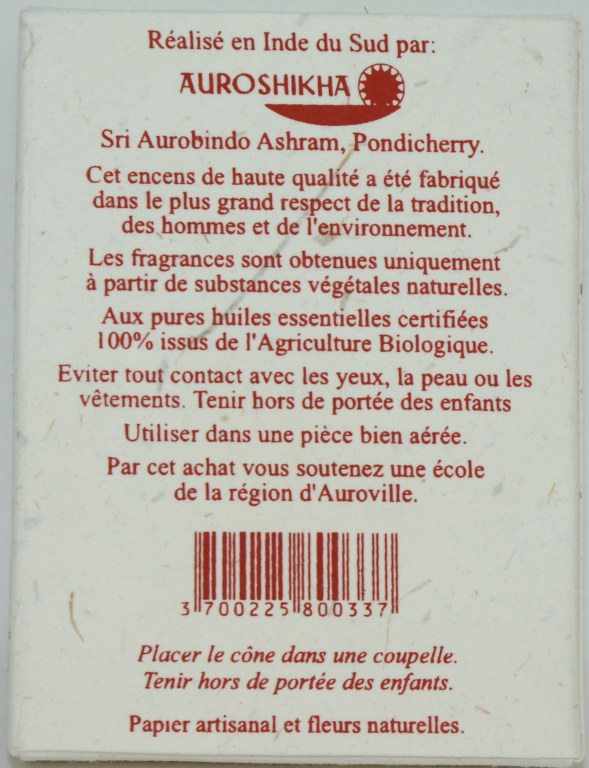 Réalisé en Inde du Sud par:
AUROSHIKHA
Sri Aurobindo Ashram, Pondicherry.
Cet encens de haute qualité a été fabriqué
dans le plus grand respect de la tradition,
des hommes et de l'environnement.
Les fragrances sont obtenues uniquement
à partir de substances végétales naturelles.
Aux pures huiles essentielles certifiées
100% issus de l'Agriculture Biologique.
Eviter tout contact avec les yeux, la peau ou les
vêtements. Tenir hors de portée des enfants
Utiliser dans une pièce bien aérée.
Par cet achat vous soutenez une école
de la région d'Auroville.
3 700225 800337
Placer le cône dans une coupelle.
Tenir hors de portée des enfants.
Papier artisanal et fleurs naturelles.